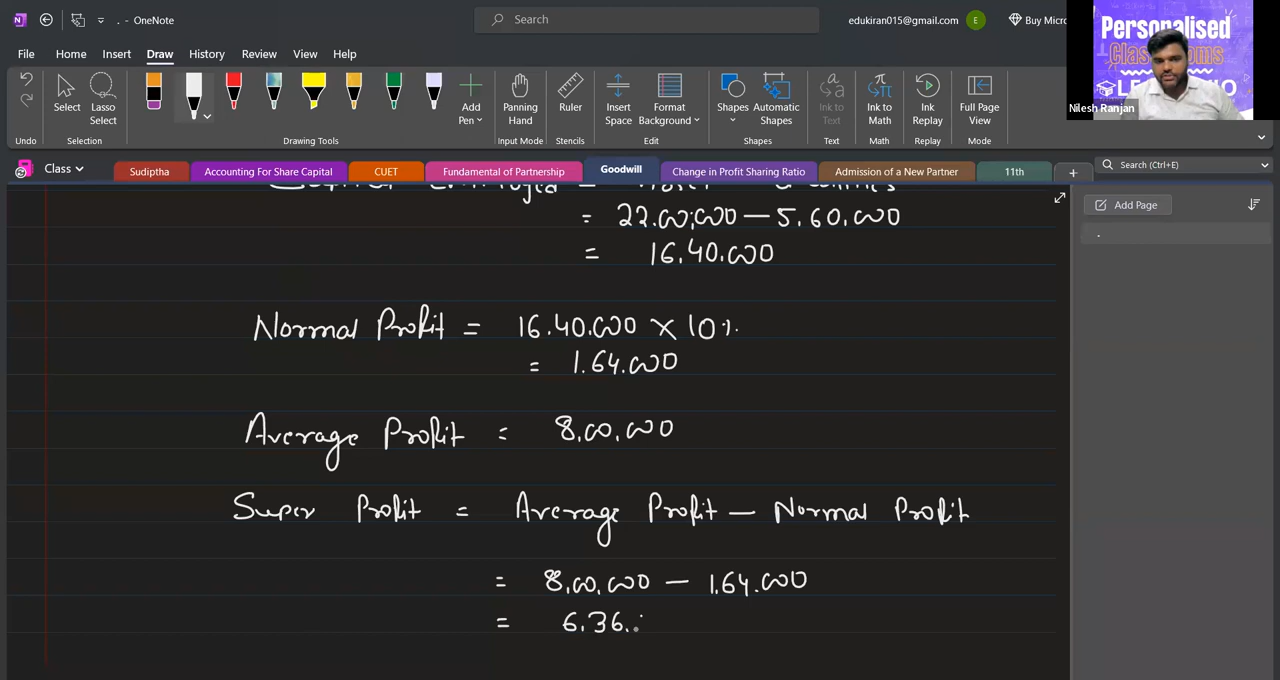 . - OneNote
Search
edukiran015@gmail.com
E
Buy Micro
File Home Insert Draw History Review View Help
Undo
Select
Lasso Select
Selection
Drawing Tools
Add Pen
Panning Hand
Input Mode
Ruler
Stencils
Insert Space
Format Background
Edit
Shapes
Automatic Shapes
Shapes
Ink to Text
Ink to Math
Math
Ink Replay
Replay
Full Page View
Mode
Personalised
Nilesh Ranjan
Class
Sudiptha
Accounting For Share Capital
CUET
Fundamental of Partnership
Goodwill
Change in Profit Sharing Ratio
Admission of a New Partner
11th
+
Search (Ctrl+E)
Add Page
.
= 22.00.000 — 5.60.000
= 16.40.000
Normal Profit = 16.40.000 × 10%
= 1.64.000
Average Profit = 8.00.000
Super Profit = Average Profit — Normal Profit
= 8.00.000 — 1.64.000
= 6.36.